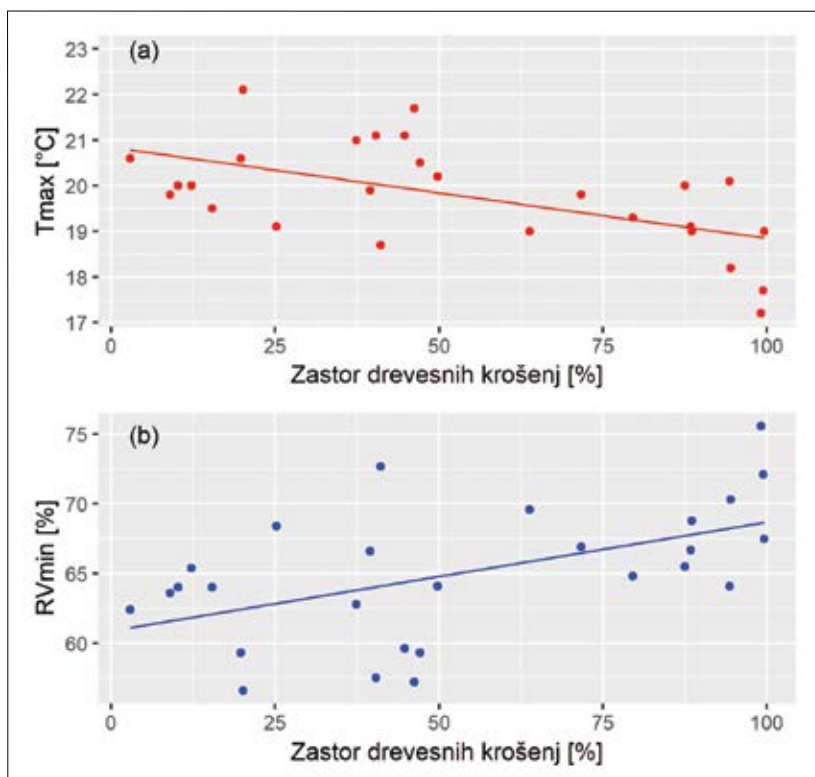 (a)
23
22
21
20
19
18
17
Tmax [°C]
0 25 50 75 100
Zastor drevesnih krošenj [%]
(b)
75
70
65
60
RVmin [%]
0 25 50 75 100
Zastor drevesnih krošenj [%]